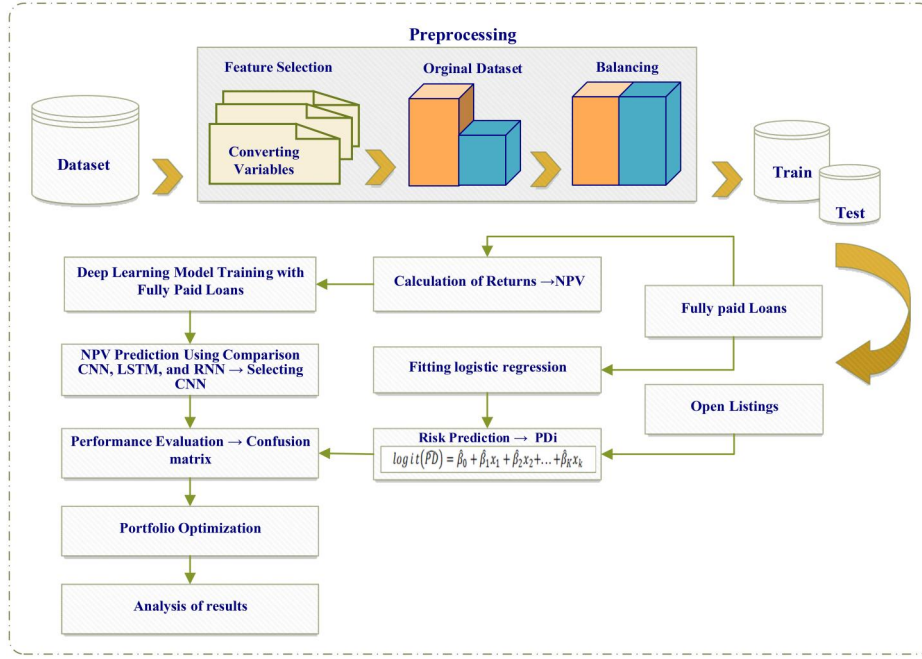 Preprocessing
Feature Selection
Orginal Dataset
Balancing
Dataset
Converting
Variables
Train
Test
Deep Learning Model Training with
Fully Paid Loans
Calculation of Returns →NPV
Fully paid Loans
NPV Prediction Using Comparison
CNN, LSTM, and RNN → Selecting
CNN
Fitting logistic regression
Open Listings
Performance Evaluation → Confusion
matrix
Risk Prediction → PDi
logit(P̂D) = β̂₀ + β̂₁x₁ + β̂₂x₂+...+β̂ₖxₖ
Portfolio Optimization
Analysis of results